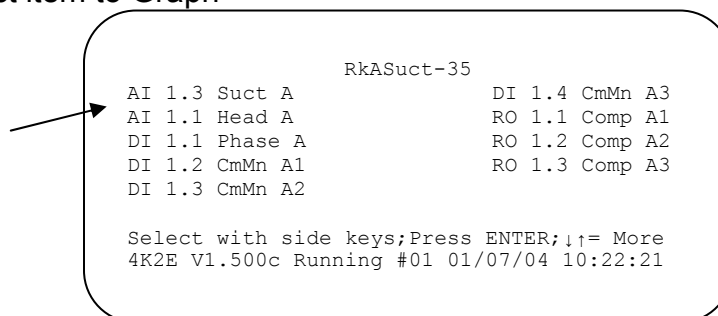 item to Graph
RkASuct-35
AI 1.3 Suct A DI 1.4 CmMn A3
AI 1.1 Head A RO 1.1 Comp A1
DI 1.1 Phase A RO 1.2 Comp A2
DI 1.2 CmMn A1 RO 1.3 Comp A3
DI 1.3 CmMn A2
Select with side keys;Press ENTER;↓↑= More
4K2E V1.500c Running #01 01/07/04 10:22:21